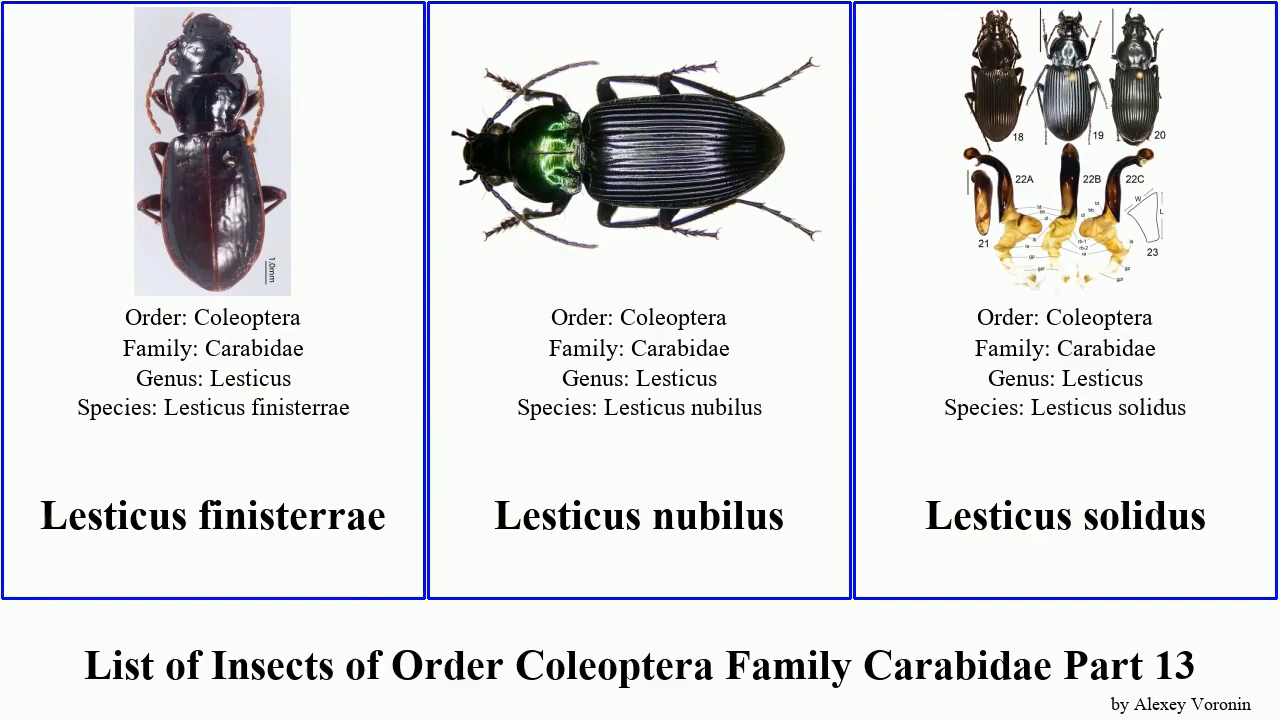 1.0mm
Order: Coleoptera
Family: Carabidae
Genus: Lesticus
Species: Lesticus finisterrae
Lesticus finisterrae
Order: Coleoptera
Family: Carabidae
Genus: Lesticus
Species: Lesticus nubilus
Lesticus nubilus
18 19 20
22A 22B 22C
W
L
21
23
Order: Coleoptera
Family: Carabidae
Genus: Lesticus
Species: Lesticus solidus
Lesticus solidus
List of Insects of Order Coleoptera Family Carabidae Part 13
by Alexey Voronin